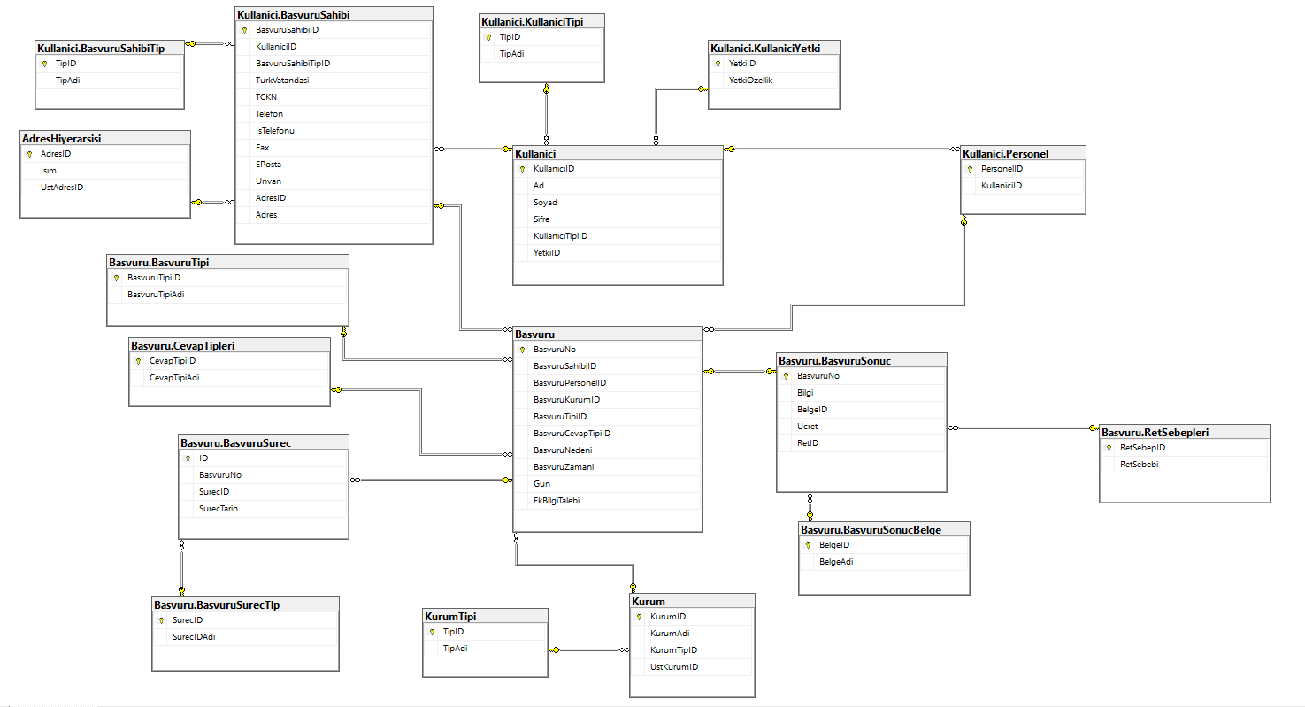 Kullanici.BasvuruSahibi
BasvuruSahibiID
KullaniciID
BasvuruSahibiTipID
TurkVatandasi
TCKN
Telefon
IsTelefonu
Fax
EPosta
Unvan
AdresID
Adres
Kullanici.KullaniciTipi
TipID
TipAdi
Kullanici.BasvuruSahibiTip
TipID
TipAdi
Kullanici.KullaniciYetki
YetkiID
YetkiOzellik
AdresHiyerarsisi
AdresID
Isim
UstAdresID
Kullanici
KullaniciID
Ad
Soyad
Sifre
KullaniciTipiID
YetkiID
Kullanici.Personel
PersonelID
KullaniciID
Basvuru.BasvuruTipi
BasvuruTipiID
BasvuruTipiAdi
Basvuru.CevapTipleri
CevapTipiID
CevapTipiAdi
Basvuru
BasvuruNo
BasvuruSahibiID
BasvuruPersonelID
BasvuruKurumID
BasvuruTipiID
BasvuruCevapTipiID
BasvuruNedeni
BasvuruZamani
Gun
EkBilgiTalebi
Basvuru.BasvuruSonuc
BasvuruNo
Bilgi
BelgeID
Ucret
RetID
Basvuru.RetSebepleri
RetSebepID
RetSebebi
Basvuru.BasvuruSurec
ID
BasvuruNo
SurecID
SurecTarih
Basvuru.BasvuruSonucBelge
BelgeID
BelgeAdi
Basvuru.BasvuruSurecTip
SurecID
SurecIDAdi
KurumTipi
TipID
TipAdi
Kurum
KurumID
KurumAdi
KurumTipID
UstKurumID